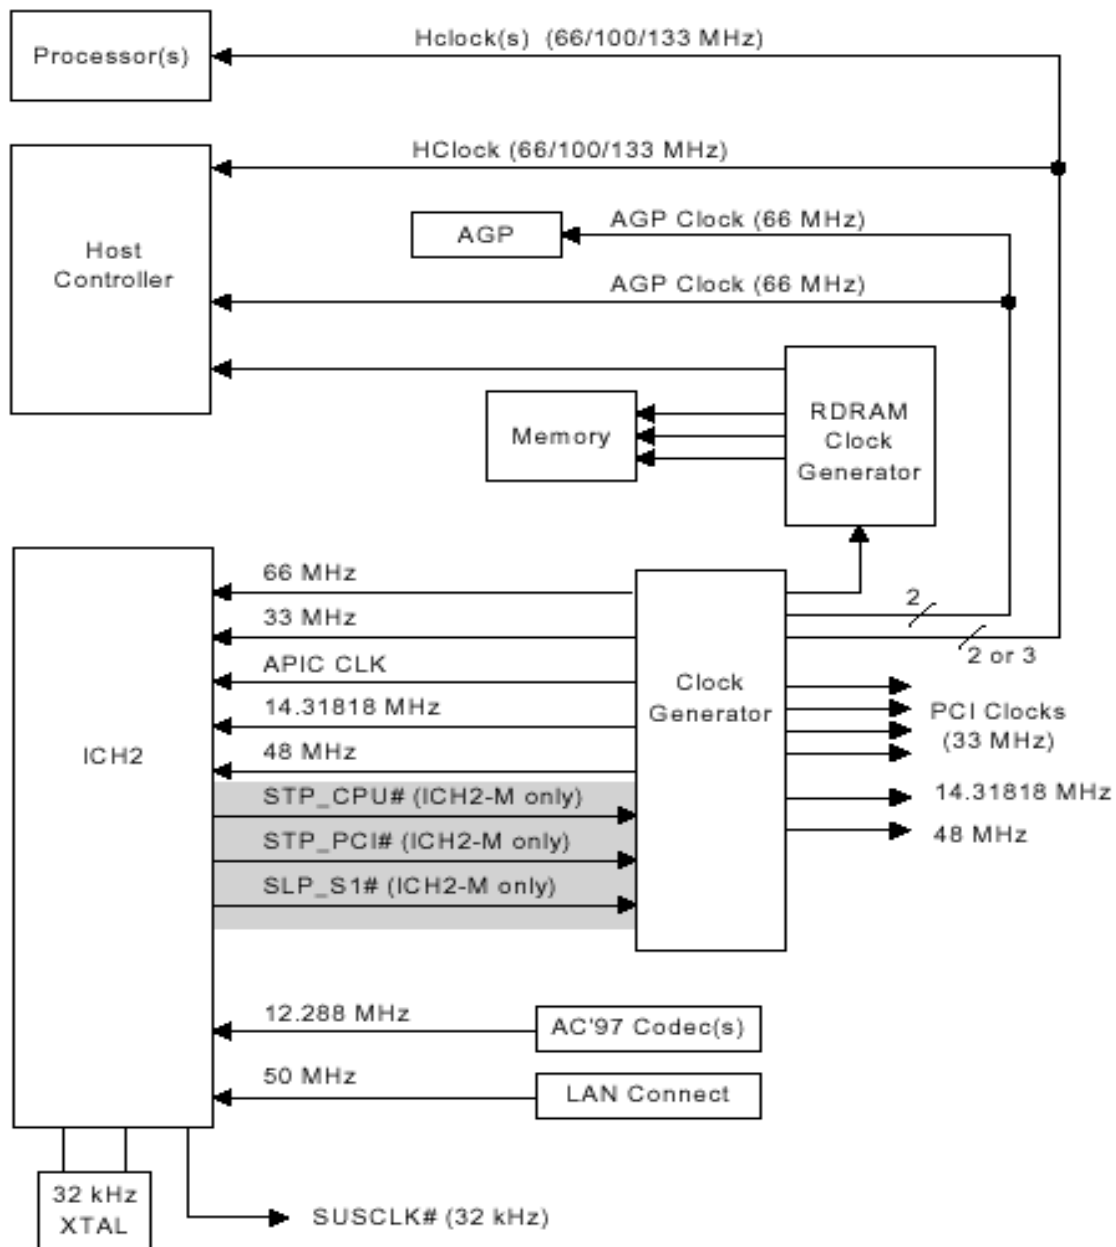 Hclock(s) (66/100/133 MHz)
Processor(s)
HClock (66/100/133 MHz)
AGP Clock (66 MHz)
AGP
Host
Controller
AGP Clock (66 MHz)
RDRAM
Clock
Generator
Memory
66 MHz
2
33 MHz
2 or 3
APIC CLK
Clock
Generator
14.31818 MHz
PCI Clocks
(33 MHz)
ICH2
48 MHz
STP_CPU# (ICH2-M only)
14.31818 MHz
STP_PCI# (ICH2-M only)
48 MHz
SLP_S1# (ICH2-M only)
12.288 MHz
AC'97 Codec(s)
50 MHz
LAN Connect
32 kHz
XTAL
SUSCLK# (32 kHz)